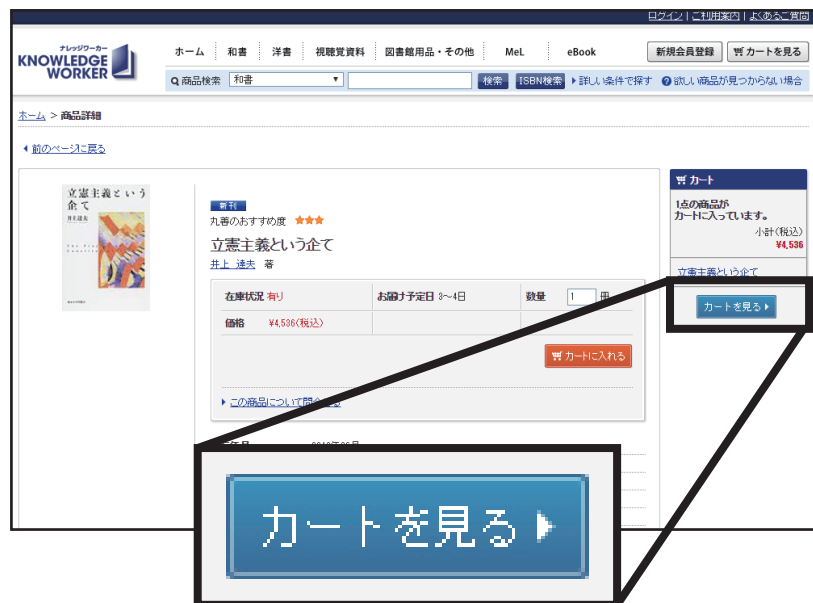 ログイン | ご利用案内 | よくあるご質問
ナレッジワーカー
KNOWLEDGE
WORKER
ホーム 和書 洋書 視聴覚資料 図書館用品・その他 MeL eBook
新規会員登録 カートを見る
商品検索 和書 検索 ISBN検索 詳しい条件で探す 欲しい商品が見つからない場合
ホーム > 商品詳細
前のページに戻る
立憲主義という
企て
井上達夫
新刊
丸善のおすすめ度 ★★★
立憲主義という企て
井上 達夫 著
在庫状況 有り お届け予定日 3~4日 数量 1 冊
価格 ¥4,536(税込)
カートに入れる
この商品について問
カート
1点の商品が
カートに入っています。
小計(税込)
¥4,536
立憲主義という企て
カートを見る
カートを見る